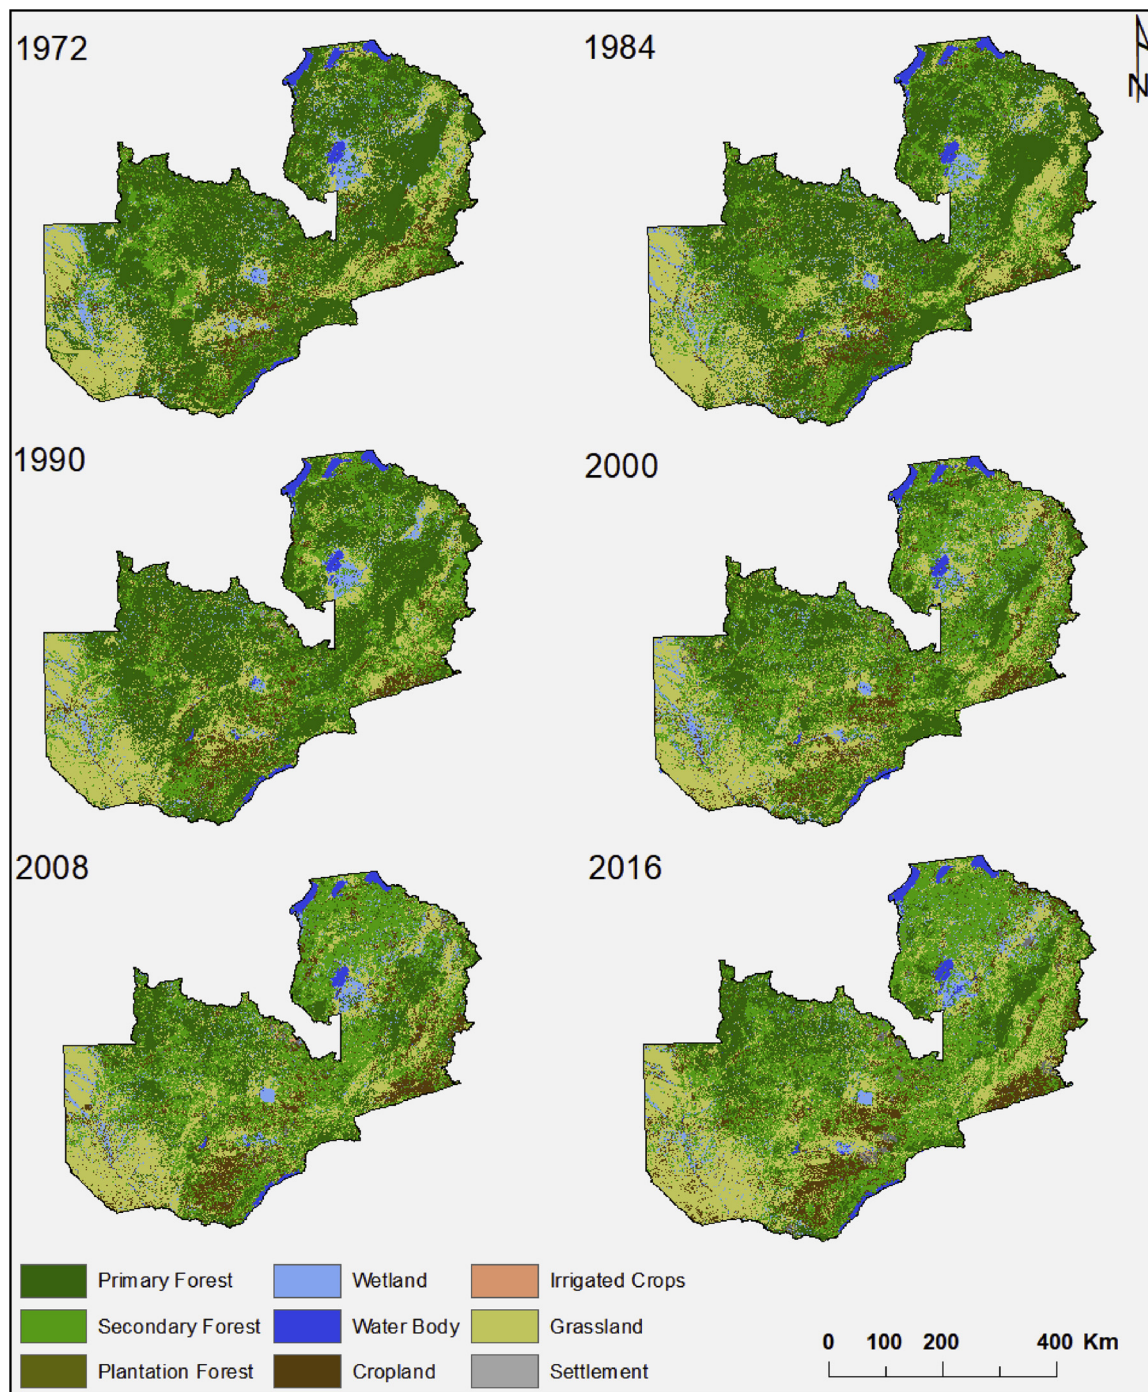 1972
1984
N
1990
2000
2008
2016
Primary Forest
Wetland
Irrigated Crops
Secondary Forest
Water Body
Grassland
Plantation Forest
Cropland
Settlement
0 100 200 400 Km